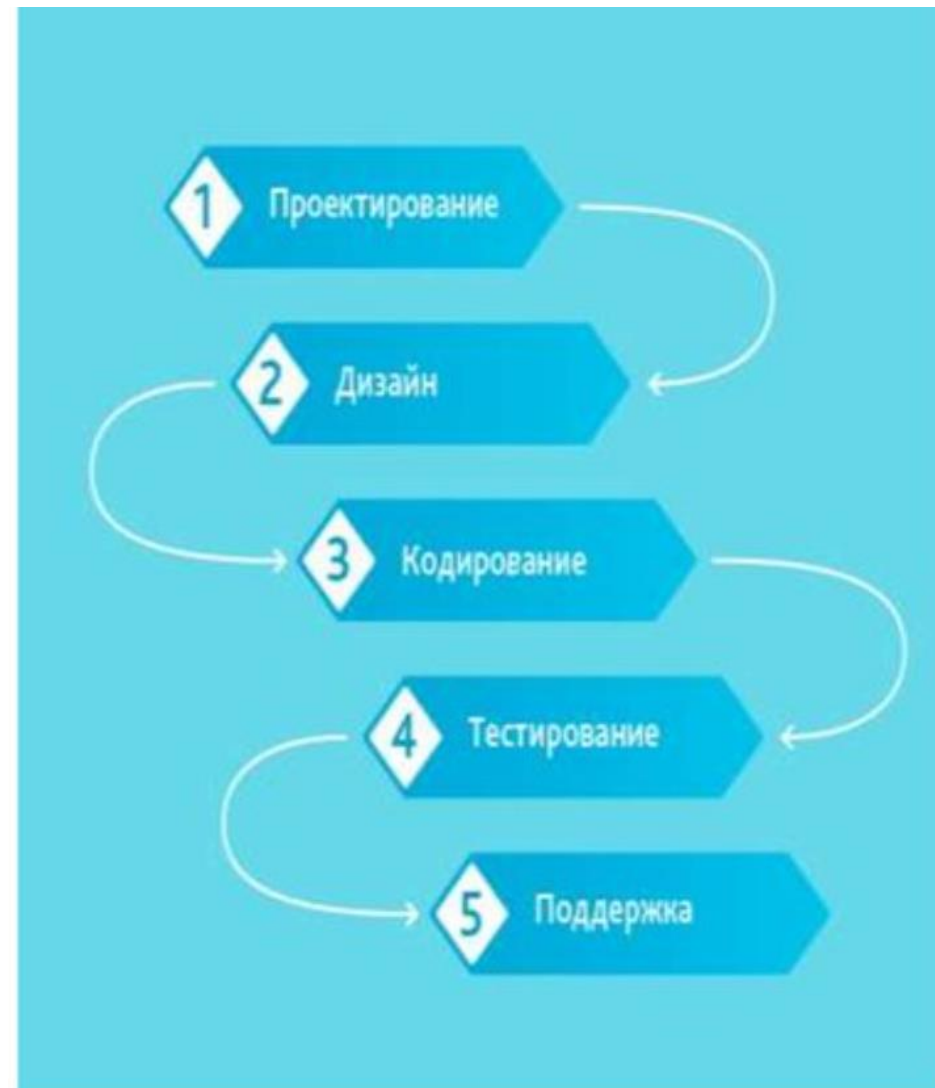 1 Проектирование
2 Дизайн
3 Кодирование
4 Тестирование
5 Поддержка